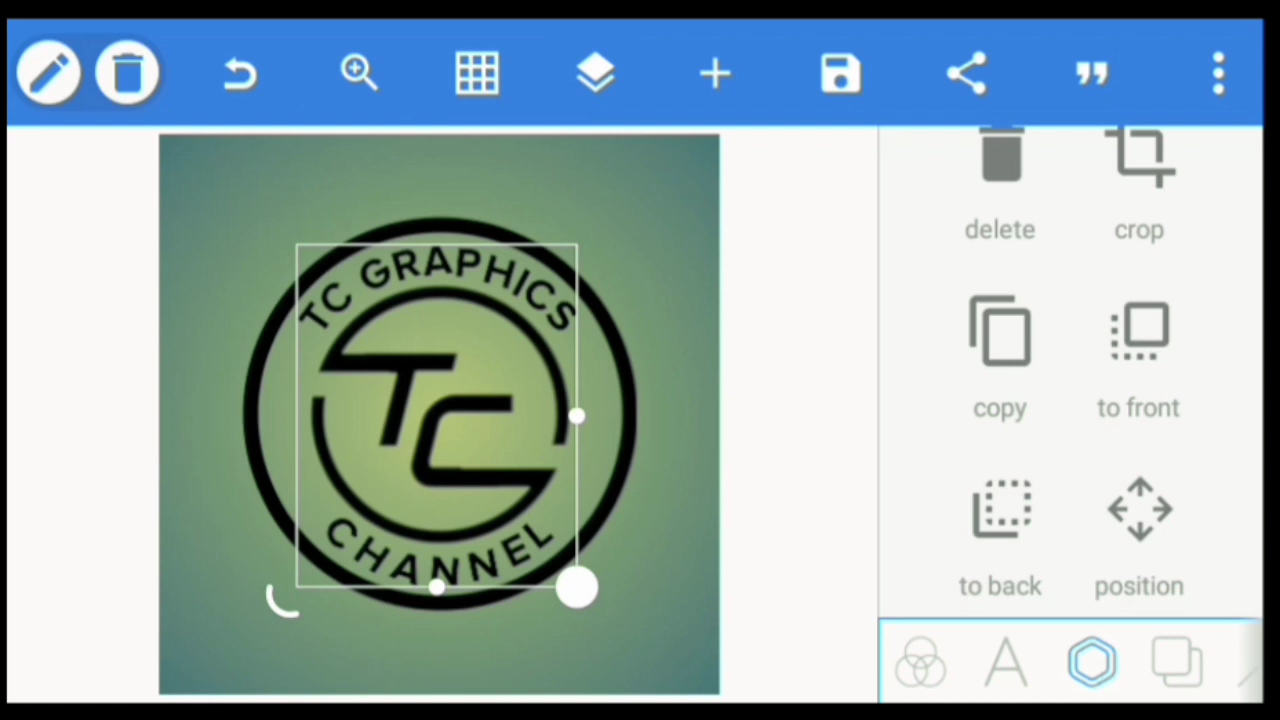 TC GRAPHICS
TC
CHANNEL
delete
crop
copy
to front
to back
position